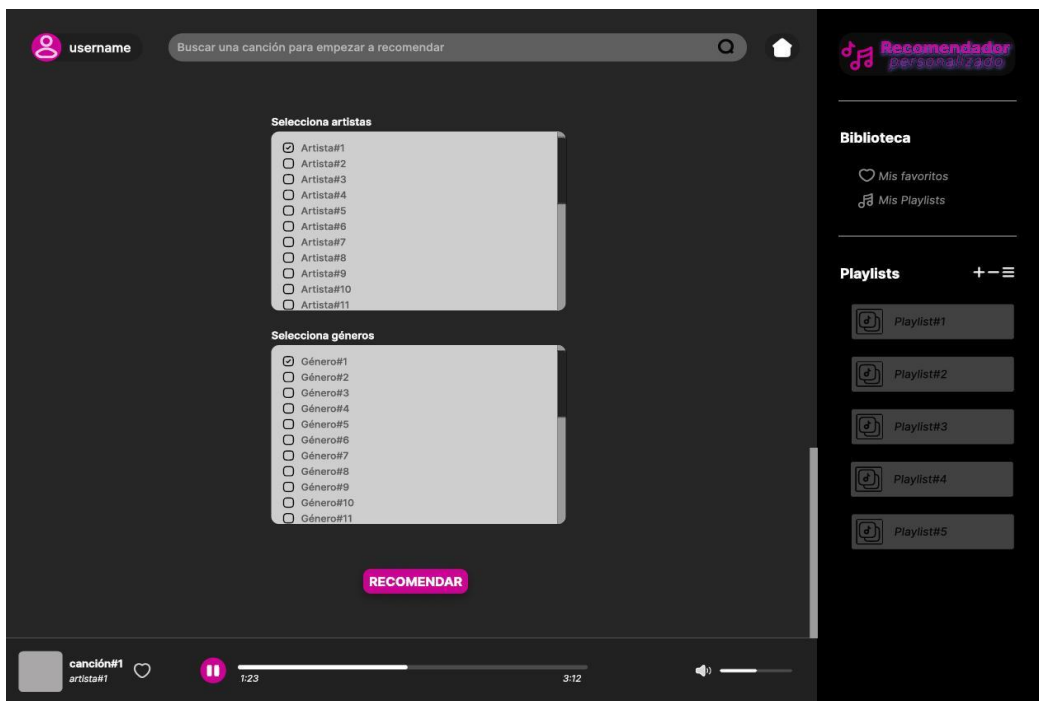 username
Buscar una canción para empezar a recomendar
Recomendador
personalizado
Selecciona artistas
Artista#1
Artista#2
Artista#3
Artista#4
Artista#5
Artista#6
Artista#7
Artista#8
Artista#9
Artista#10
Artista#11
Selecciona géneros
Género#1
Género#2
Género#3
Género#4
Género#5
Género#6
Género#7
Género#8
Género#9
Género#10
Género#11
RECOMENDAR
Biblioteca
Mis favoritos
Mis Playlists
Playlists
Playlist#1
Playlist#2
Playlist#3
Playlist#4
Playlist#5
canción#1
artista#1
1:23
3:12